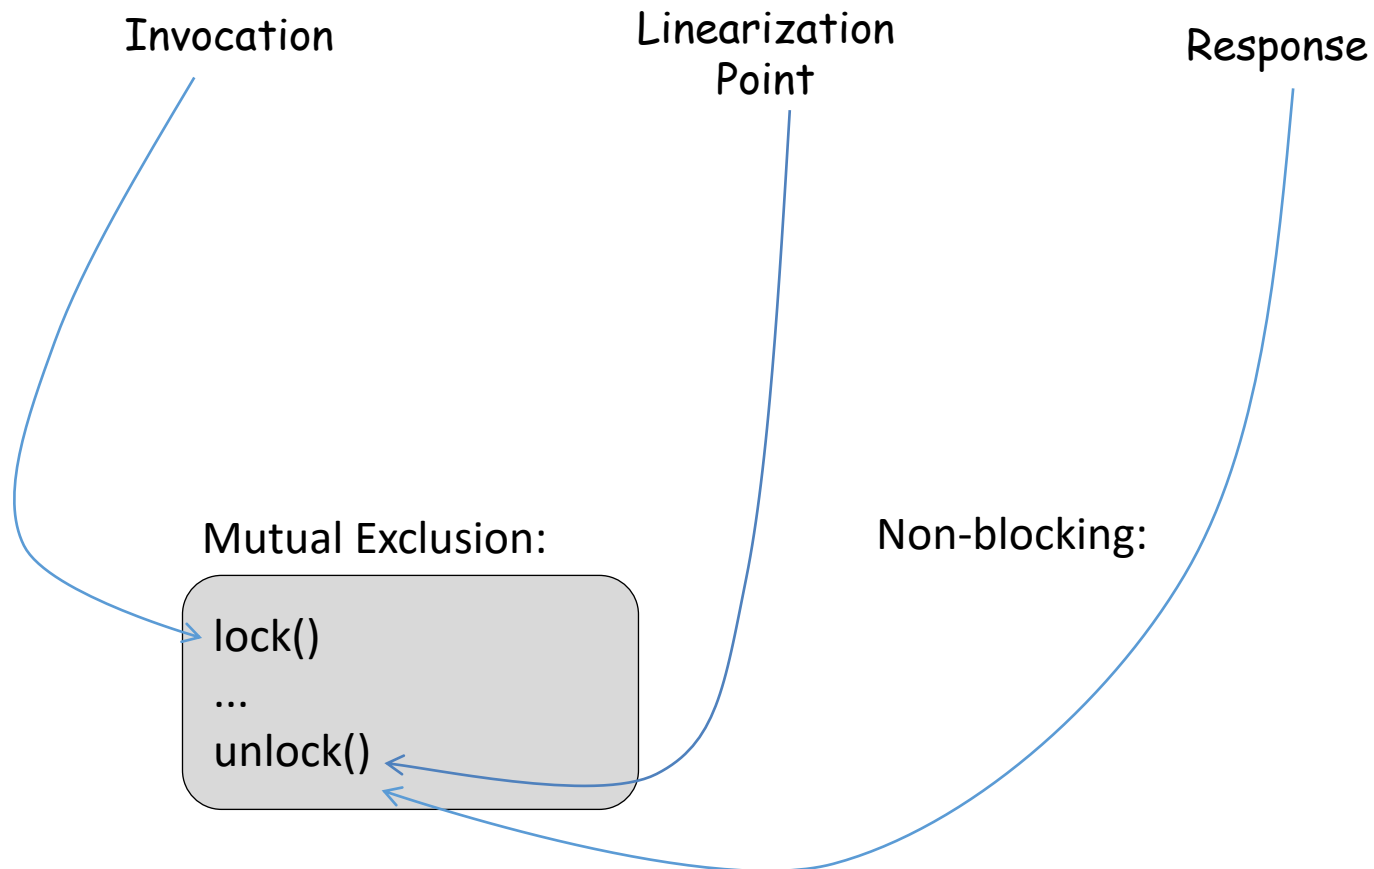 Invocation
Linearization
Point
Response
Mutual Exclusion:
Non-blocking:
lock()
...
unlock()